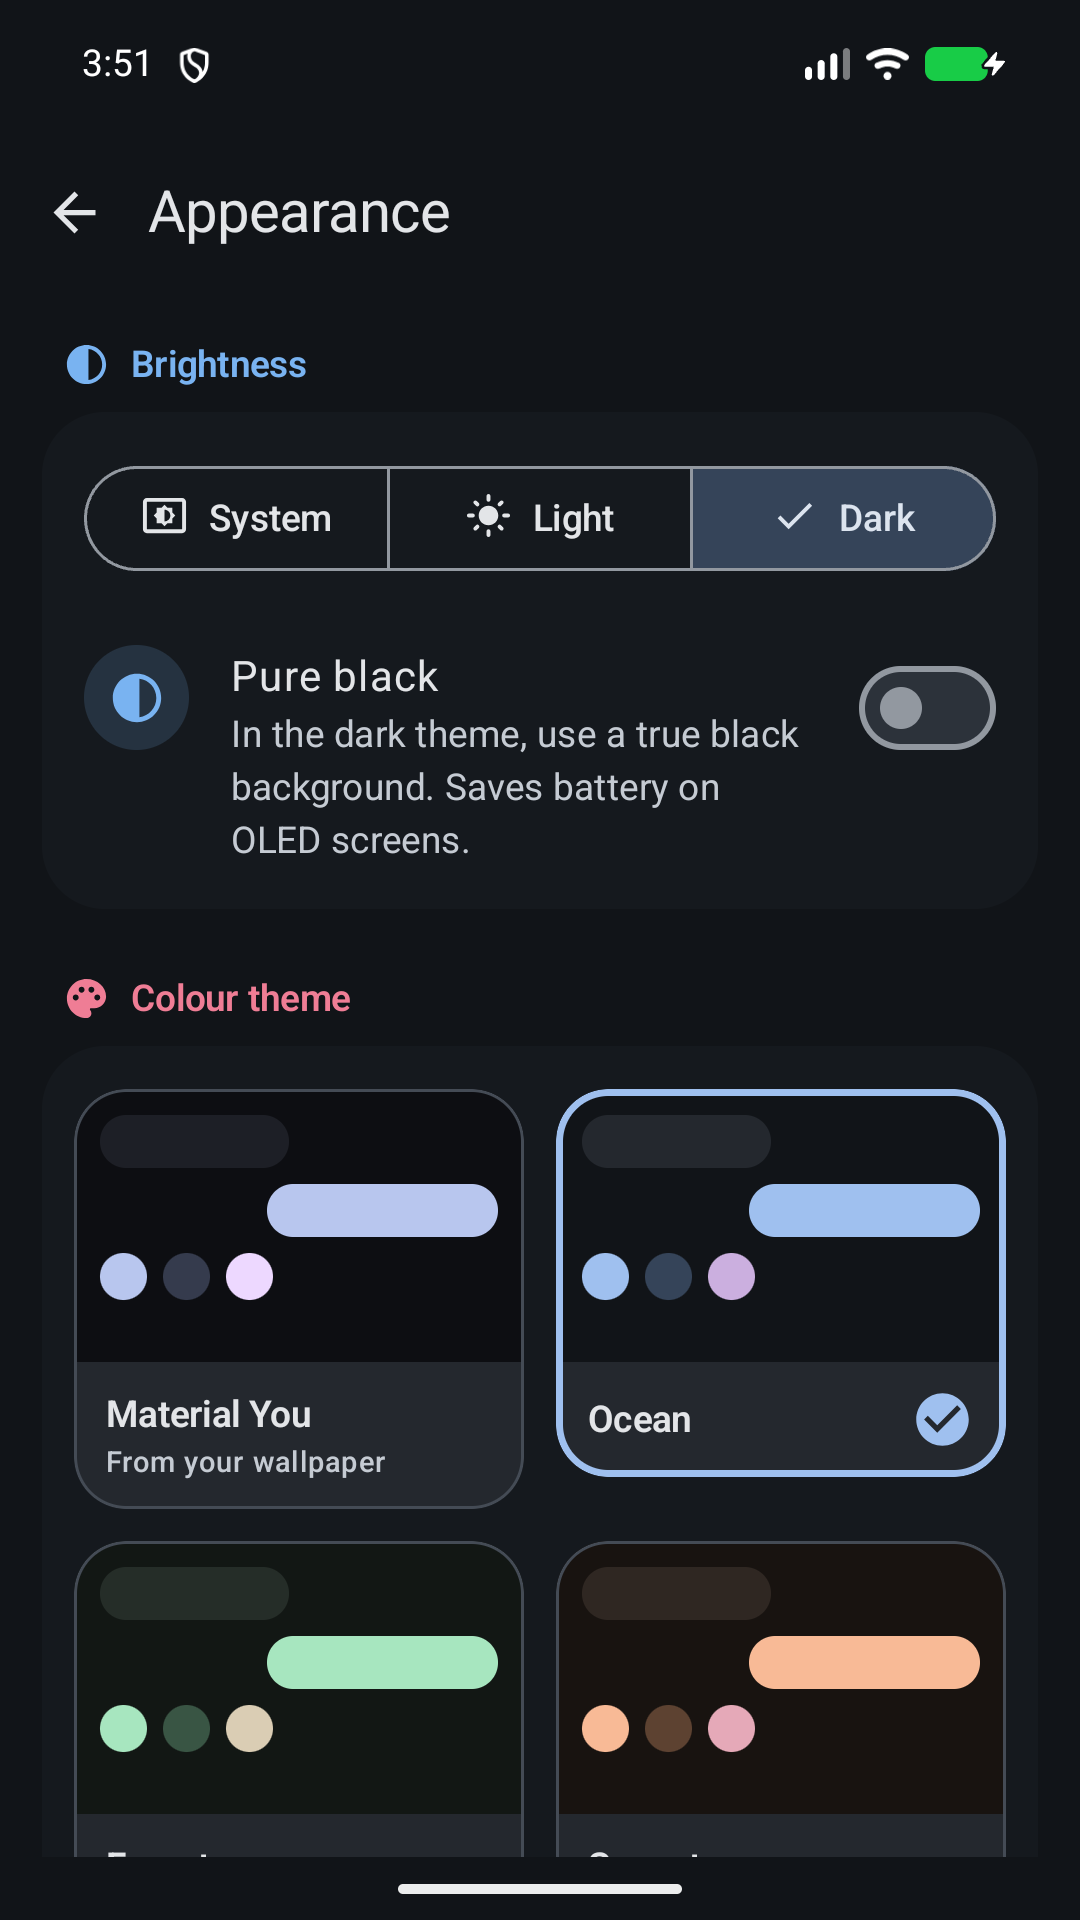 3:51
Appearance
Brightness
System
Light
Dark
Pure black
In the dark theme, use a true black
background. Saves battery on
OLED screens.
Colour theme
Material You
From your wallpaper
Ocean